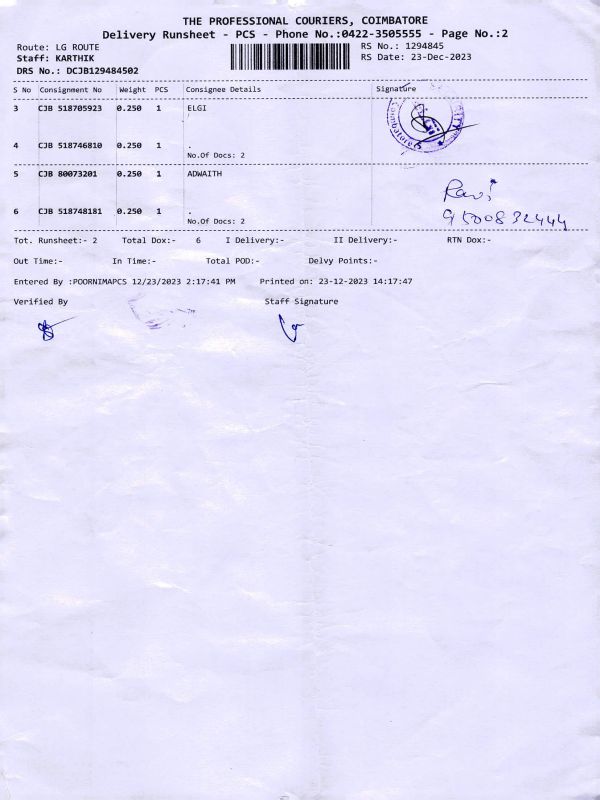 THE PROFESSIONAL COURIERS, COIMBATORE
Delivery Runsheet - PCS - Phone No.:0422-3505555 - Page No.:2
Route: LG ROUTE RS No.: 1294845
Staff: KARTHIK RS Date: 23-Dec-2023
DRS No.: DCJB129484502
S No Consignment No Weight PCS Consignee Details Signature
3 CJB 518705923 0.250 1 ELGI
4 CJB 518746810 0.250 1 .
No.Of Docs: 2
5 CJB 80073201 0.250 1 ADWAITH
Ravi
6 CJB 518748181 0.250 1 .
No.Of Docs: 2 9500832444
Tot. Runsheet:- 2 Total Dox:- 6 I Delivery:- II Delivery:- RTN Dox:-
Out Time:- In Time:- Total POD:- Delvy Points:-
Entered By :POORNIMAPCS 12/23/2023 2:17:41 PM Printed on: 23-12-2023 14:17:47
Verified By Staff Signature